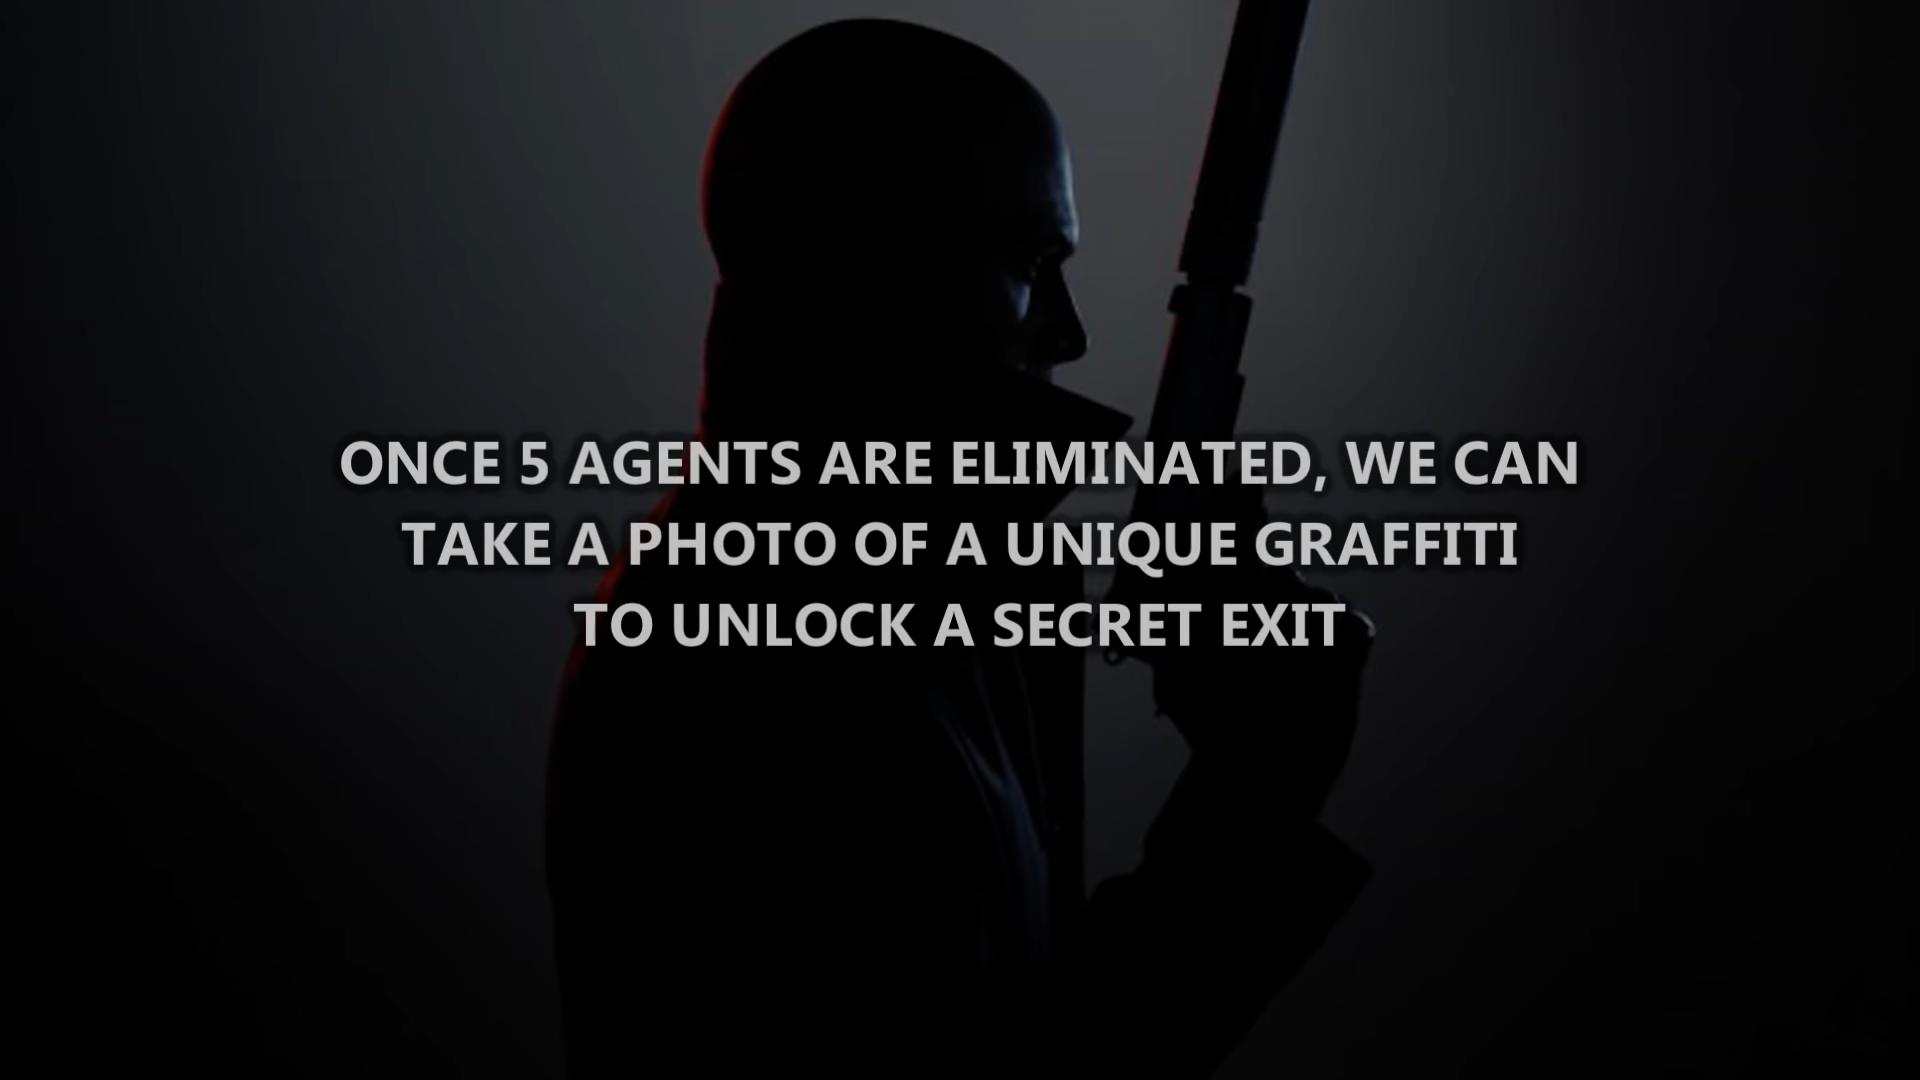 ONCE 5 AGENTS ARE ELIMINATED, WE CAN
TAKE A PHOTO OF A UNIQUE GRAFFITI
TO UNLOCK A SECRET EXIT